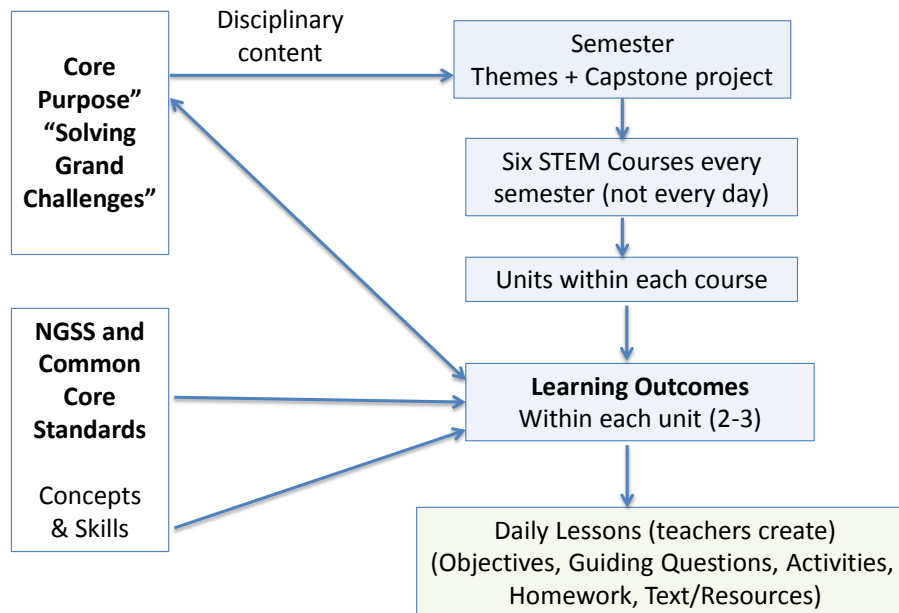 Disciplinary
content
Core
Purpose”
“Solving
Grand
Challenges”
Semester
Themes + Capstone project
Six STEM Courses every
semester (not every day)
Units within each course
NGSS and
Common
Core
Standards
Concepts
& Skills
Learning Outcomes
Within each unit (2-3)
Daily Lessons (teachers create)
(Objectives, Guiding Questions, Activities,
Homework, Text/Resources)